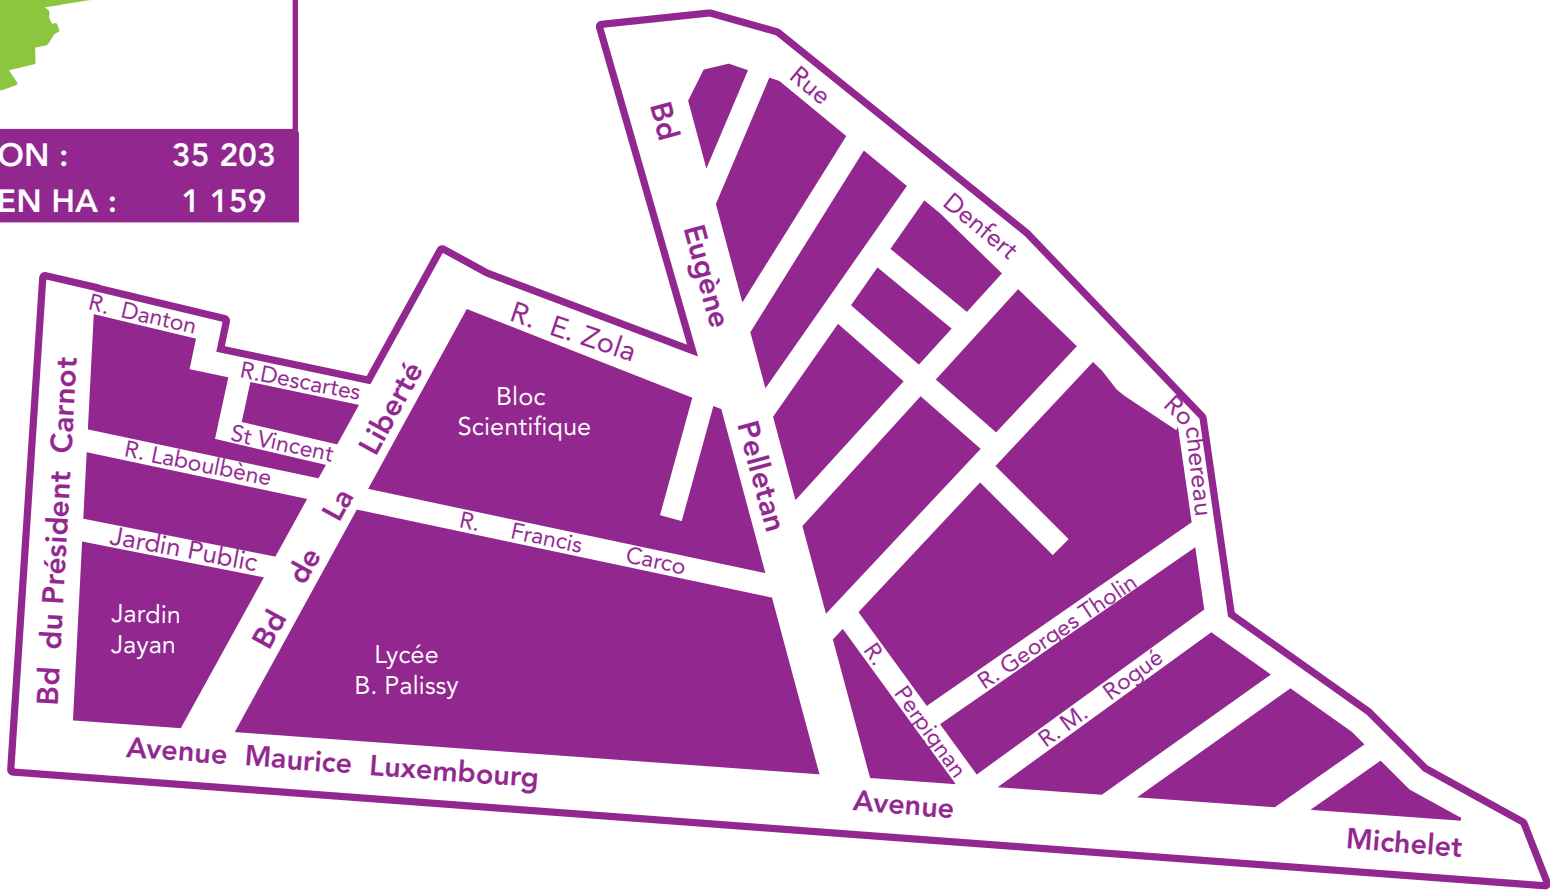 ON : 35 203
EN HA : 1 159
Rue Denfert Rochereau
Bd Eugène Pelletan
R. Danton
R.Descartes
R. E. Zola
Bd du Président Carnot
Bd de La Liberté
Bloc
Scientifique
St Vincent
R. Laboulbène
R. Francis Carco
Jardin Public
Jardin
Jayan
Lycée
B. Palissy
R. Georges Tholin
R. M. Rogué
R. Perpignan
Avenue Maurice Luxembourg
Avenue Michelet